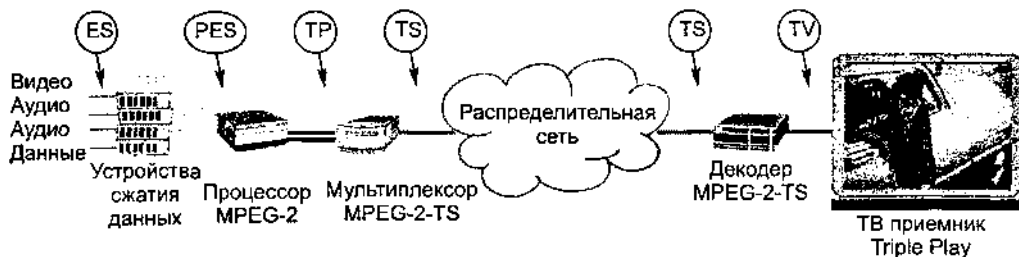 ES
PES
TP
TS
TS
TV
Видео
Аудио
Аудио
Данные
Устройства
сжатия
данных
Процессор
MPEG-2
Мультиплексор
MPEG-2-TS
Распределительная
сеть
Декодер
MPEG-2-TS
ТВ приемник
Triple Play